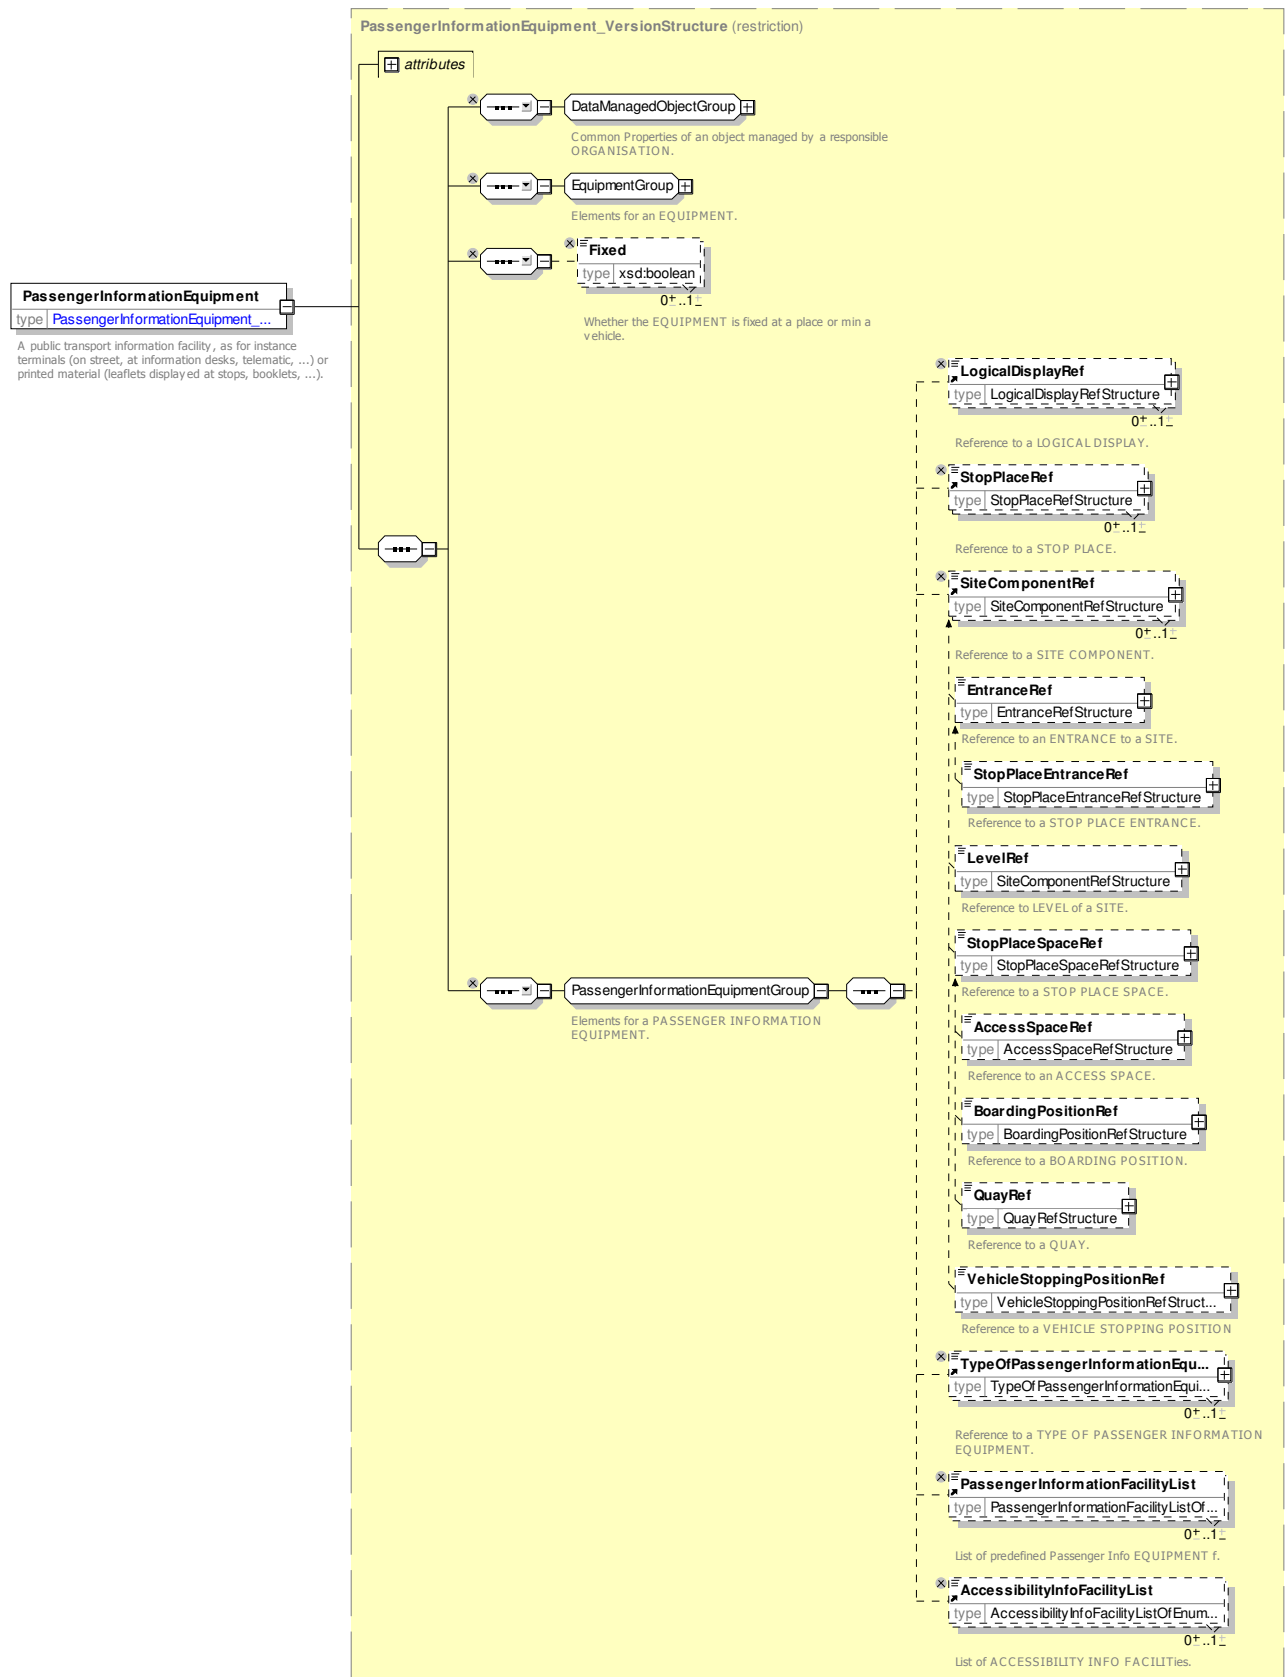 PassengerInformationEquipment_VersionStructure (restriction)
attributes
DataManagedObjectGroup
Common Properties of an object managed by a responsible
ORGANISATION.
EquipmentGroup
Elements for an EQUIPMENT.
Fixed
type xsd:boolean
0..1
Whether the EQUIPMENT is fixed at a place or min a
vehicle.
PassengerInformationEquipment
type PassengerInformationEquipment_...
A public transport information facility, as for instance
terminals (on street, at information desks, telematic, ...) or
printed material (leaflets displayed at stops, booklets, ...).
LogicalDisplayRef
type LogicalDisplayRefStructure
0..1
Reference to a LOGICAL DISPLAY.
StopPlaceRef
type StopPlaceRefStructure
0..1
Reference to a STOP PLACE.
SiteComponentRef
type SiteComponentRefStructure
0..1
Reference to a SITE COMPONENT.
EntranceRef
type EntranceRefStructure
Reference to an ENTRANCE to a SITE.
StopPlaceEntranceRef
type StopPlaceEntranceRefStructure
Reference to a STOP PLACE ENTRANCE.
LevelRef
type SiteComponentRefStructure
Reference to LEVEL of a SITE.
StopPlaceSpaceRef
type StopPlaceSpaceRefStructure
Reference to a STOP PLACE SPACE.
PassengerInformationEquipmentGroup
Elements for a PASSENGER INFORMATION
EQUIPMENT.
AccessSpaceRef
type AccessSpaceRefStructure
Reference to an ACCESS SPACE.
BoardingPositionRef
type BoardingPositionRefStructure
Reference to a BOARDING POSITION.
QuayRef
type QuayRefStructure
Reference to a QUAY.
VehicleStoppingPositionRef
type VehicleStoppingPositionRefStruct...
Reference to a VEHICLE STOPPING POSITION
TypeOfPassengerInformationEqu...
type TypeOfPassengerInformationEqui...
0..1
Reference to a TYPE OF PASSENGER INFORMATION
EQUIPMENT.
PassengerInformationFacilityList
type PassengerInformationFacilityListOf...
0..1
List of predefined Passenger Info EQUIPMENT f.
AccessibilityInfoFacilityList
type AccessibilityInfoFacilityListOfEnum...
0..1
List of ACCESSIBILITY INFO FACILITies.